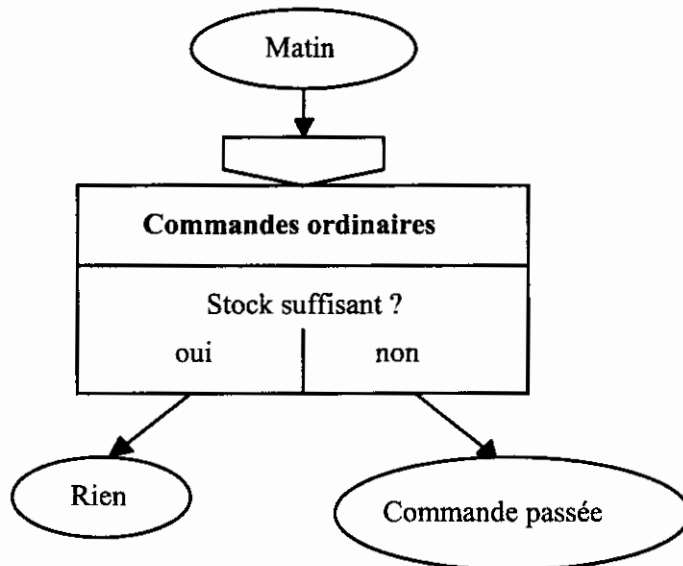 Matin
Commandes ordinaires
Stock suffisant ?
oui non
Rien
Commande passée